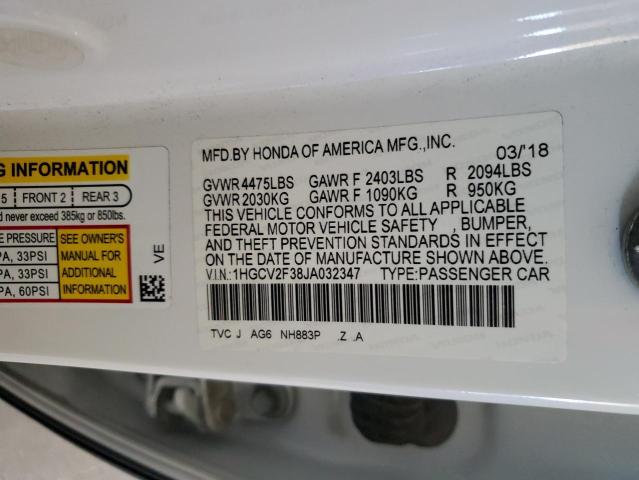 G INFORMATION
5 FRONT 2 REAR 3
d never exceed 385kg or 850lbs.
E PRESSURE
PA, 33PSI
PA, 33PSI
PA, 60PSI
SEE OWNER'S
MANUAL FOR
ADDITIONAL
INFORMATION
VE
MFD.BY HONDA OF AMERICA MFG.,INC. 03/'18
GVWR 4475LBS GAWR F 2403LBS R 2094LBS
GVWR 2030KG GAWR F 1090KG R 950KG
THIS VEHICLE CONFORMS TO ALL APPLICABLE
FEDERAL MOTOR VEHICLE SAFETY , BUMPER,
AND THEFT PREVENTION STANDARDS IN EFFECT
ON THE DATE OF MANUFACTURE SHOWN ABOVE.
V.I.N.:1HGCV2F38JA032347 TYPE:PASSENGER CAR
TVC J AG6 NH883P .Z .A